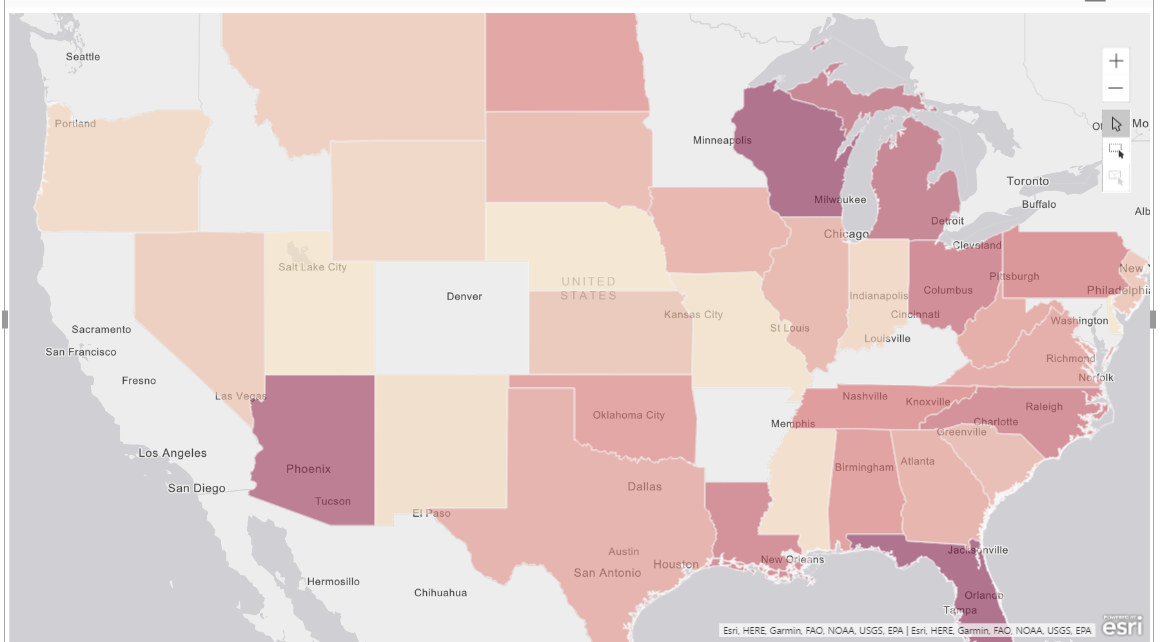 Seattle
Portland
Minneapolis
Mo
Toronto
Buffalo
Alb
Milwaukee
Detroit
Chicago
Cleveland
Salt Lake City
New
Pittsburgh
UNITED
STATES
Denver
Columbus
Philadelphia
Indianapolis
Kansas City
Cincinnati
Sacramento
St Louis
Washington
Louisville
San Francisco
Richmond
Fresno
Norfolk
Las Vegas
Nashville
Knoxville
Raleigh
Oklahoma City
Memphis
Charlotte
Greenville
Los Angeles
Atlanta
Phoenix
Birmingham
San Diego
Dallas
Tucson
El Paso
Austin
Jacksonville
New Orleans
Houston
San Antonio
Hermosillo
Chihuahua
Orlando
Tampa
POWERED BY
esri
Esri, HERE, Garmin, FAO, NOAA, USGS, EPA | Esri, HERE, Garmin, FAO, NOAA, USGS, EPA